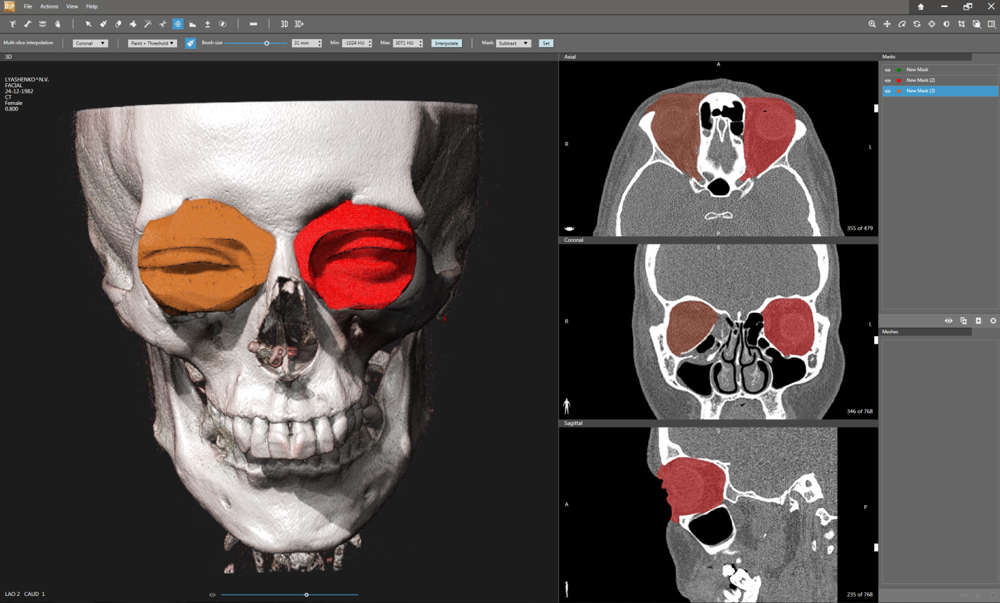 D2P File Actions View Help
3D 3D+
Multi-slice interpolation Coronal Paint + Threshold Brush size 31 mm Min: -1024 HU Max: 3071 HU Interpolate Mask: Subtract Set
3D
LYASHENKO^N.V.
FACIAL
24-12-1982
CT
Female
0.800
LAO 2 CAUD 1
Axial
A
R
L
P
355 of 479
Coronal
S
R
L
346 of 768
Sagittal
S
A
P
235 of 768
Masks
New Mask
New Mask (2)
New Mask (3)
Meshes